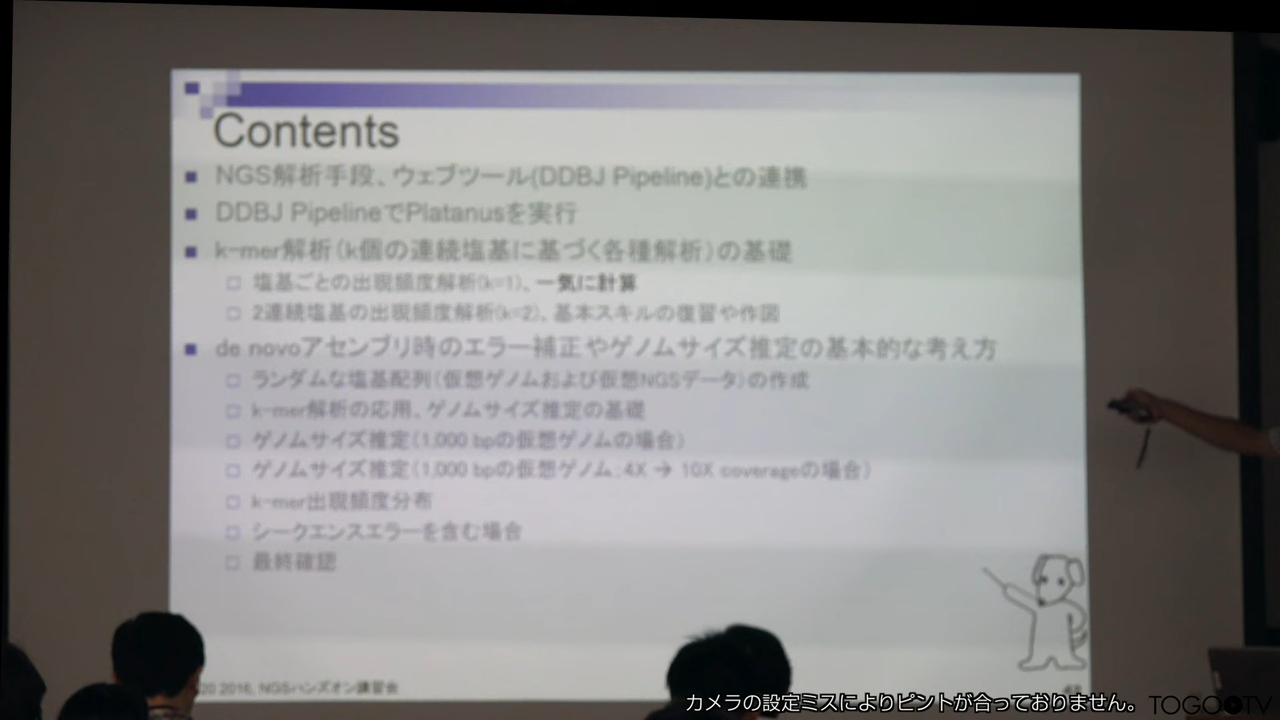 Contents
NGS解析手段、ウェブツール(DDBJ Pipeline)との連携
DDBJ PipelineでPlatanusを実行
k-mer解析（k個の連続塩基に基づく各種解析）の基礎
塩基ごとの出現頻度解析(k=1)、一気に計算
2連続塩基の出現頻度解析(k=2)、基本スキルの復習や作図
de novoアセンブリ時のエラー補正やゲノムサイズ推定の基本的な考え方
ランダムな塩基配列（仮想ゲノムおよび仮想NGSデータ）の作成
k-mer解析の応用、ゲノムサイズ推定の基礎
ゲノムサイズ推定（1,000 bpの仮想ゲノムの場合）
ゲノムサイズ推定（1,000 bpの仮想ゲノム；4X → 10X coverageの場合）
k-mer出現頻度分布
シークエンスエラーを含む場合
最終確認
20 2016, NGSハンズオン講習会
カメラの設定ミスによりピントが合っておりません。
TOGOTV